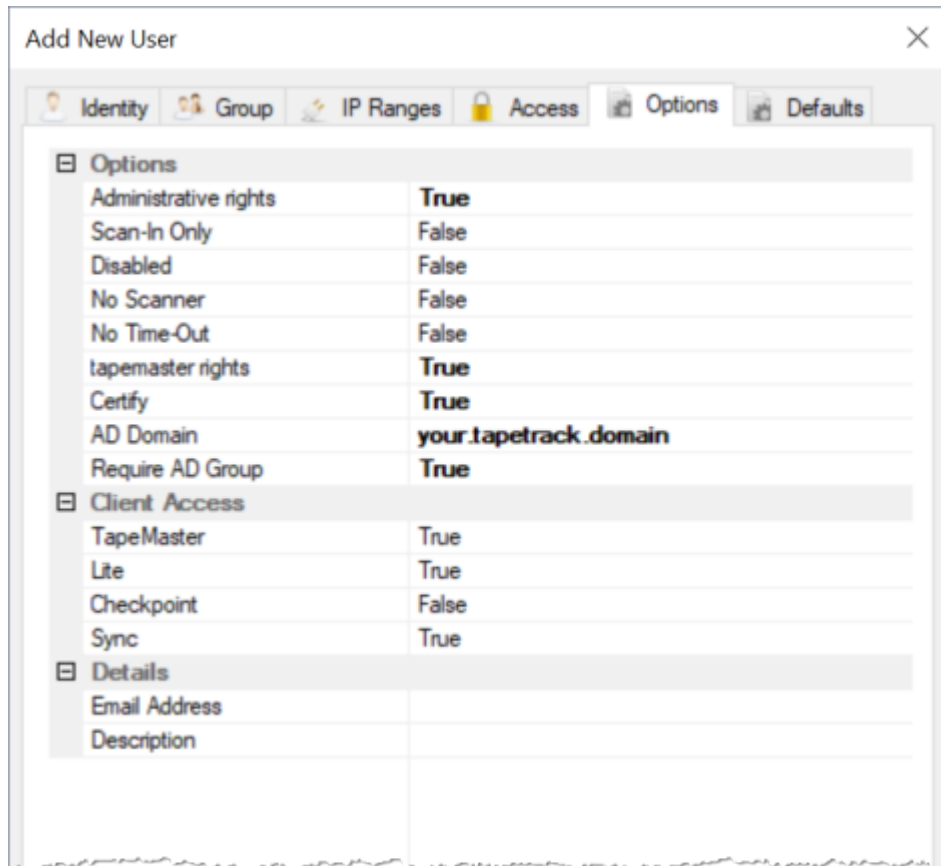 Add New User
Identity Group IP Ranges Access Options Defaults
Options
Administrative rights True
Scan-In Only False
Disabled False
No Scanner False
No Time-Out False
tapemaster rights True
Certify True
AD Domain your.tapetrack.domain
Require AD Group True
Client Access
TapeMaster True
Lite True
Checkpoint False
Sync True
Details
Email Address
Description